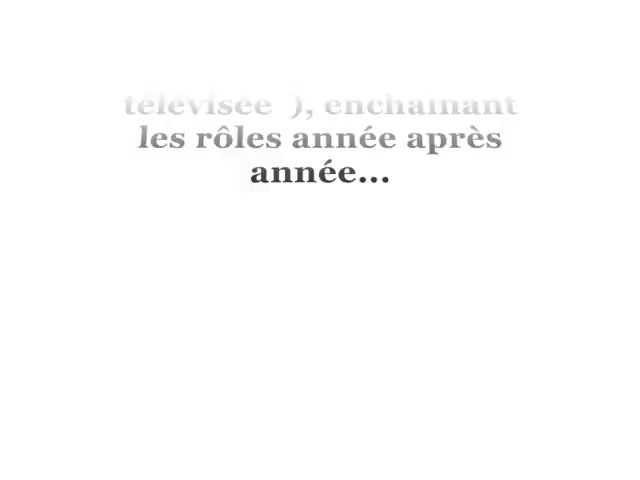 télévisée ), enchaînant
les rôles année après
année...